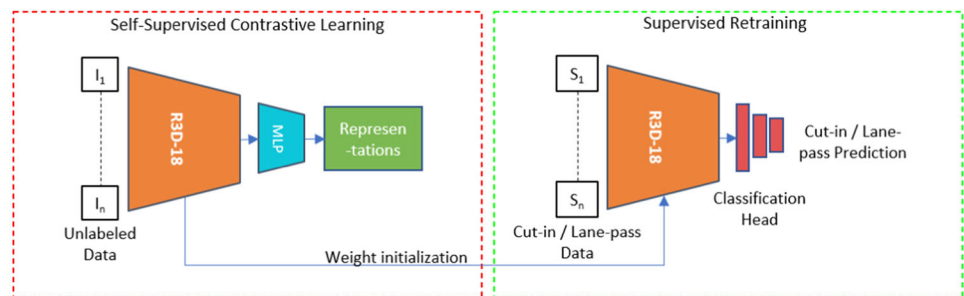 Self-Supervised Contrastive Learning
I1
In
Unlabeled
Data
R3D-18
MLP
Represen
-tations
Weight initialization
Supervised Retraining
S1
Sn
Cut-in / Lane-pass
Data
R3D-18
Classification
Head
Cut-in / Lane-
pass Prediction